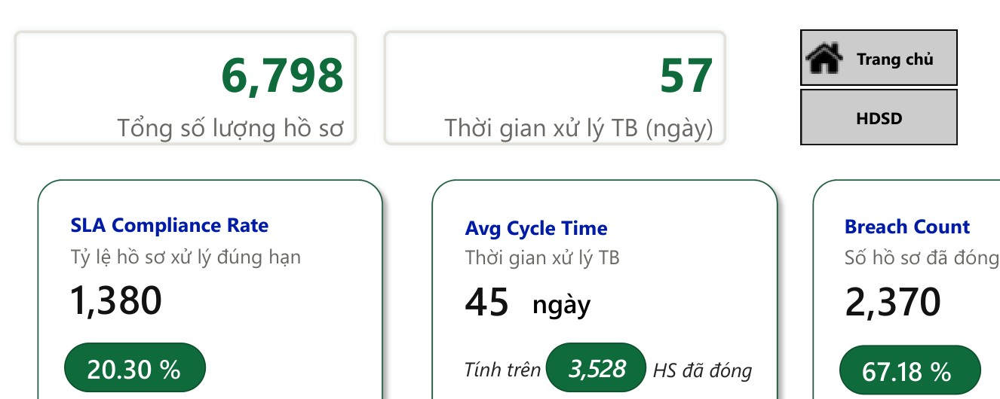 6,798
Tổng số lượng hồ sơ
57
Thời gian xử lý TB (ngày)
Trang chủ
HDSD
SLA Compliance Rate
Tỷ lệ hồ sơ xử lý đúng hạn
1,380
20.30 %
Avg Cycle Time
Thời gian xử lý TB
45 ngày
Tính trên 3,528 HS đã đóng
Breach Count
Số hồ sơ đã đóng
2,370
67.18 %